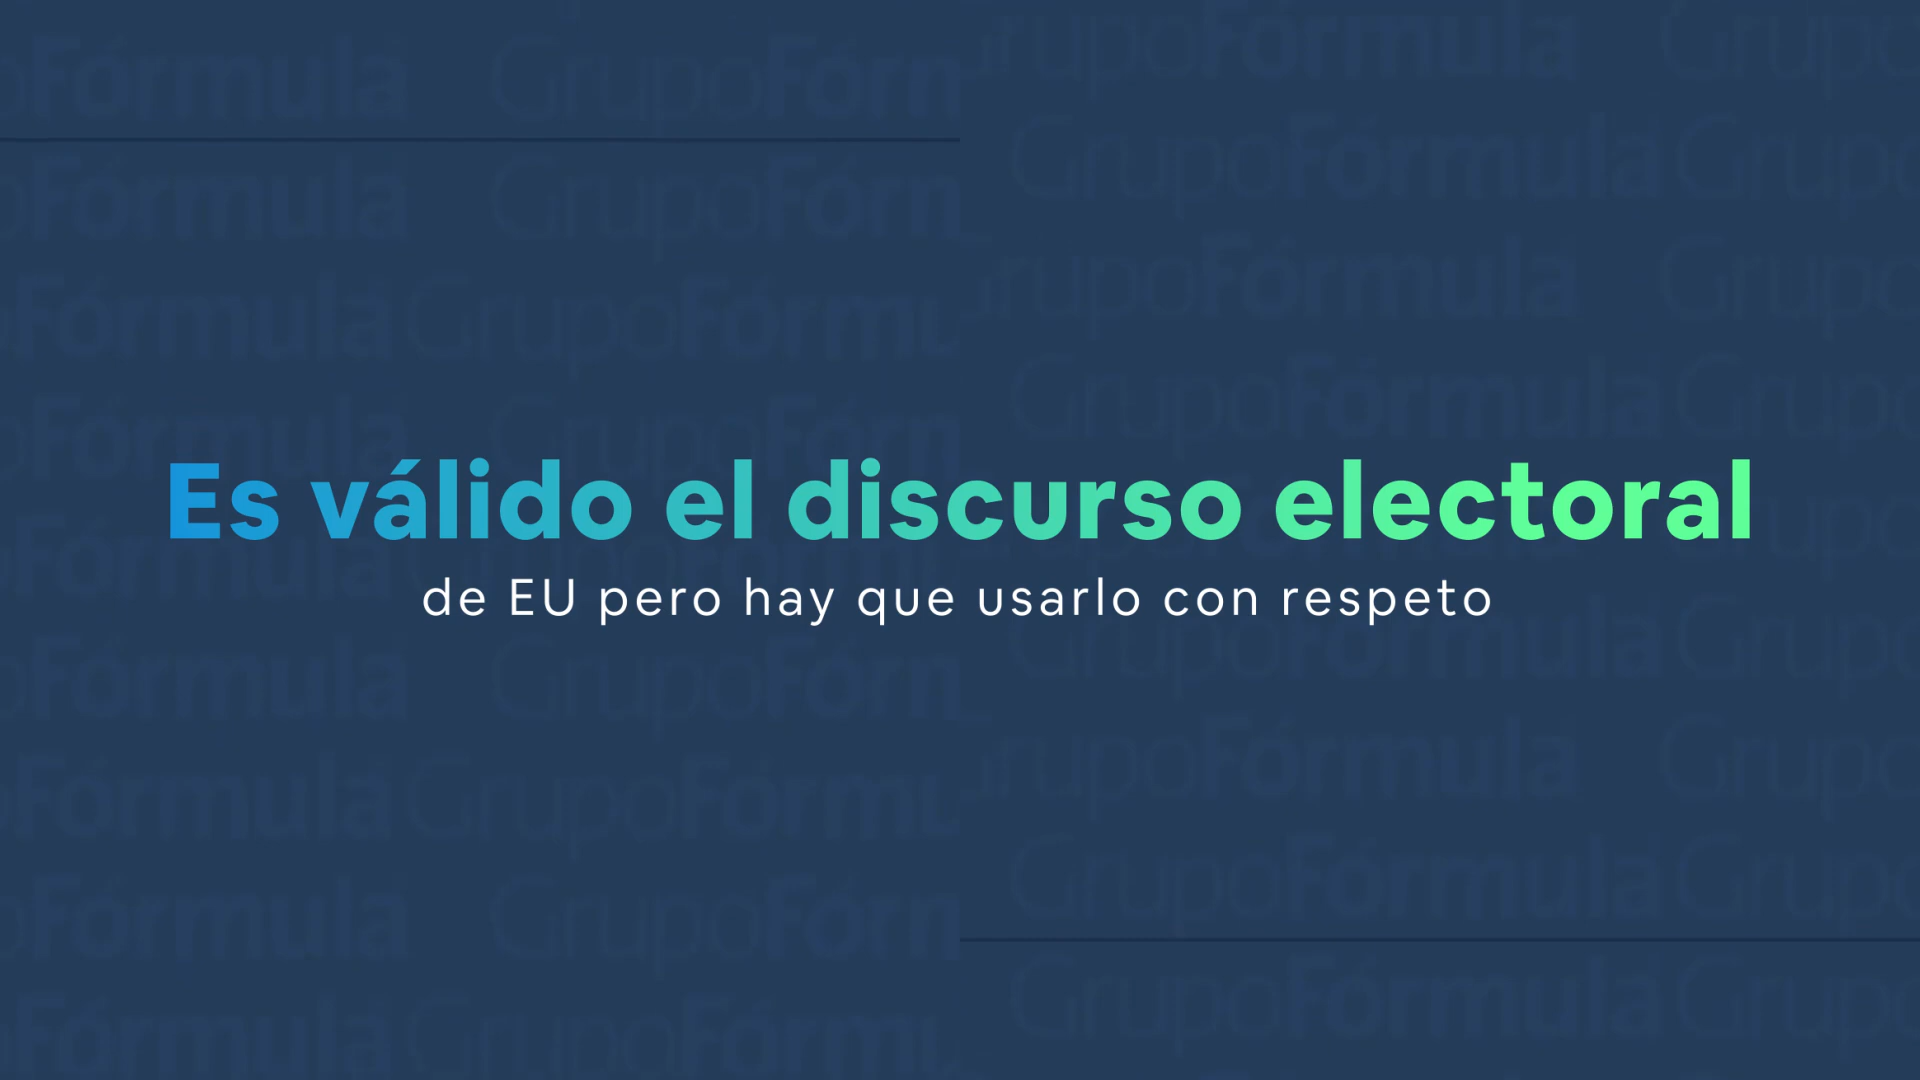 Es válido el discurso electoral
de EU pero hay que usarlo con respeto